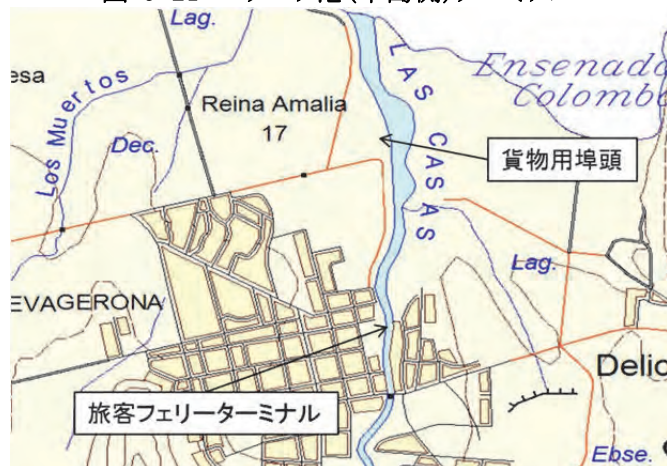 Lag.
LAS CASAS
Ensenada
Colomb
esa
Los Muertos
Reina Amalia
17
Dec.
貨物用埠頭
Lag.
EVAGERONA
Delic
旅客フェリーターミナル
Ebse.